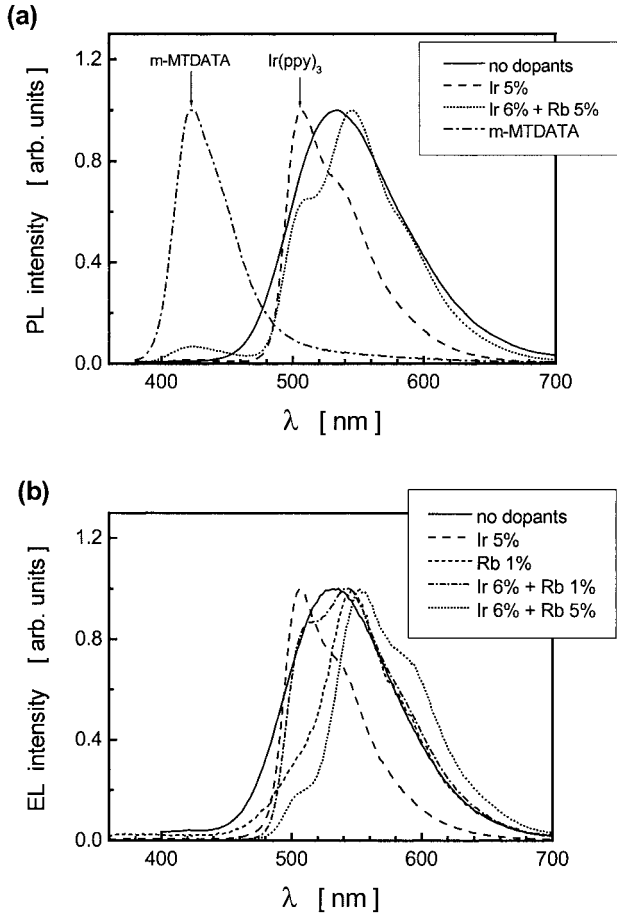 (a)
m-MTDATA
Ir(ppy)3
no dopants
Ir 5%
Ir 6% + Rb 5%
m-MTDATA
PL intensity [ arb. units ]
1.2
0.8
0.4
0.0
400 500 600 700
λ [ nm ]
(b)
no dopants
Ir 5%
Rb 1%
Ir 6% + Rb 1%
Ir 6% + Rb 5%
EL intensity [ arb. units ]
1.2
0.8
0.4
0.0
400 500 600 700
λ [ nm ]